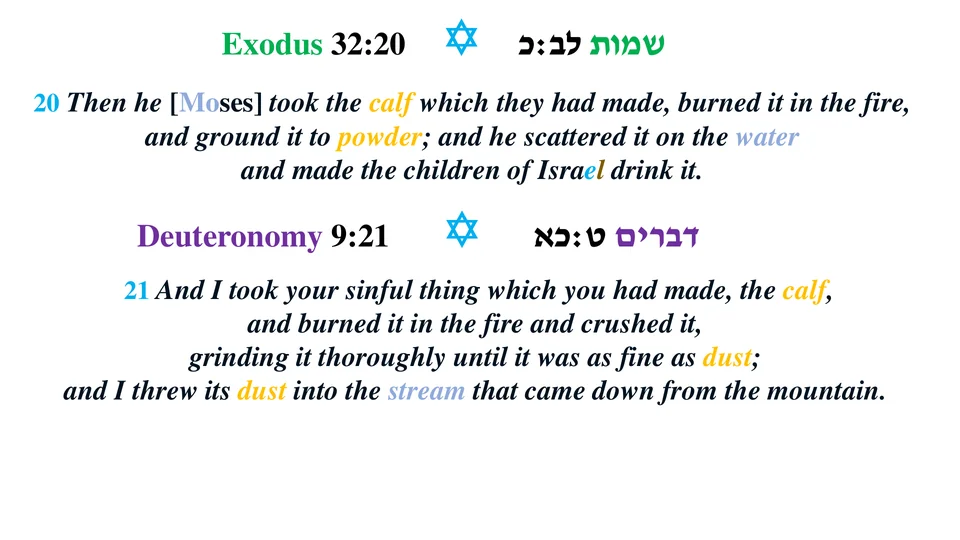 Exodus 32:20 ✡ שמות לב:כ
20 Then he [Moses] took the calf which they had made, burned it in the fire,
and ground it to powder; and he scattered it on the water
and made the children of Israel drink it.
Deuteronomy 9:21 ✡ דברים ט:כא
21 And I took your sinful thing which you had made, the calf,
and burned it in the fire and crushed it,
grinding it thoroughly until it was as fine as dust;
and I threw its dust into the stream that came down from the mountain.